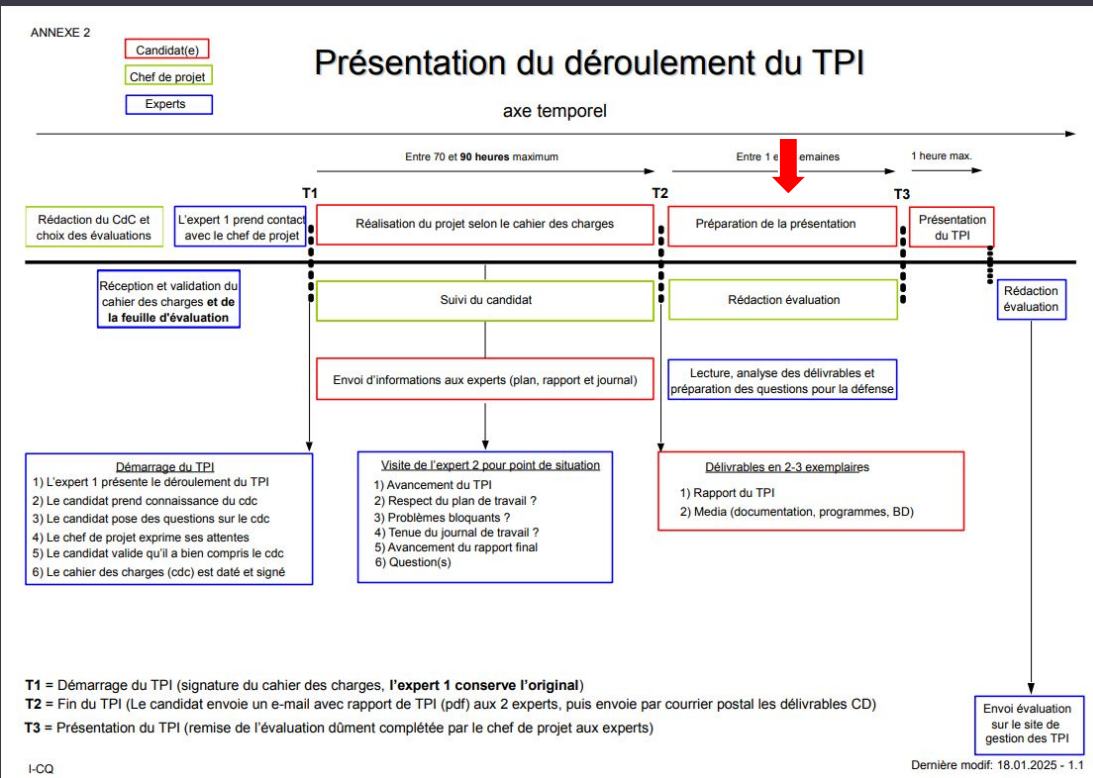 ANNEXE 2
Candidat(e)
Chef de projet
Experts
Présentation du déroulement du TPI
axe temporel
Entre 70 et 90 heures maximum
Entre 1 e emaines
1 heure max.
T1
T2
T3
Rédaction du CdC et
choix des évaluations
L'expert 1 prend contact
avec le chef de projet
Réalisation du projet selon le cahier des charges
Préparation de la présentation
Présentation
du TPI
Réception et validation du
cahier des charges et de
la feuille d'évaluation
Suivi du candidat
Rédaction évaluation
Rédaction
évaluation
Envoi d'informations aux experts (plan, rapport et journal)
Lecture, analyse des délivrables et
préparation des questions pour la défense
Démarrage du TPI
1) L'expert 1 présente le déroulement du TPI
2) Le candidat prend connaissance du cdc
3) Le candidat pose des questions sur le cdc
4) Le chef de projet exprime ses attentes
5) Le candidat valide qu'il a bien compris le cdc
6) Le cahier des charges (cdc) est daté et signé
Visite de l'expert 2 pour point de situation
1) Avancement du TPI
2) Respect du plan de travail ?
3) Problèmes bloquants ?
4) Tenue du journal de travail ?
5) Avancement du rapport final
6) Question(s)
Délivrables en 2-3 exemplaires
1) Rapport du TPI
2) Media (documentation, programmes, BD)
T1 = Démarrage du TPI (signature du cahier des charges, l'expert 1 conserve l'original)
T2 = Fin du TPI (Le candidat envoie un e-mail avec rapport de TPI (pdf) aux 2 experts, puis envoie par courrier postal les délivrables CD)
T3 = Présentation du TPI (remise de l'évaluation dûment complétée par le chef de projet aux experts)
Envoi évaluation
sur le site de
gestion des TPI
I-CQ
Dernière modif: 18.01.2025 - 1.1